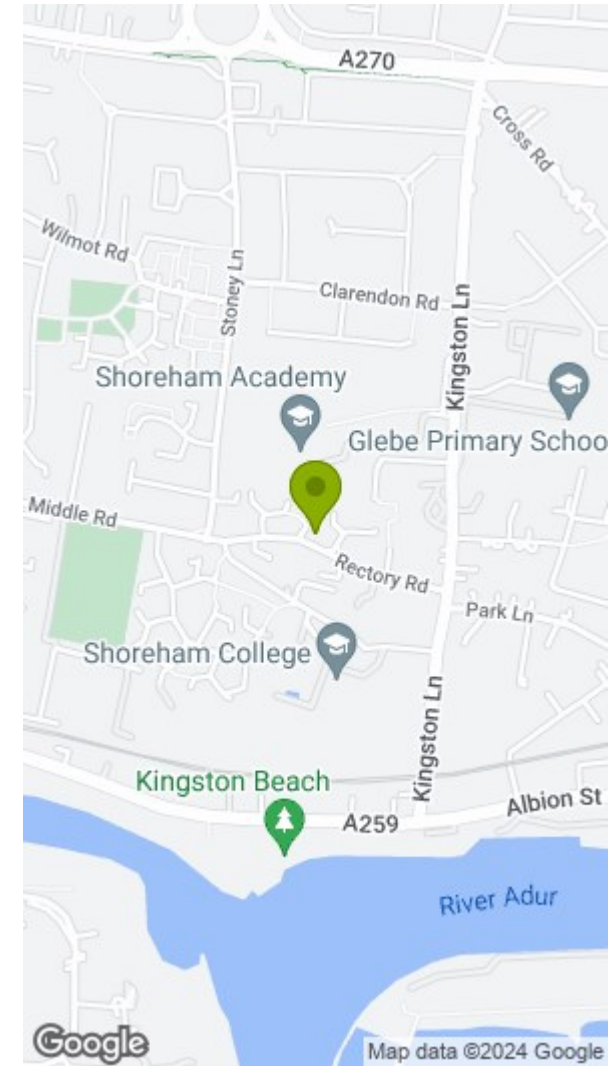 A270
Cross Rd
Wilmot Rd
Stoney Ln
Clarendon Rd
Kingston Ln
Shoreham Academy
Glebe Primary Schoo
Middle Rd
Rectory Rd
Park Ln
Shoreham College
Kingston Ln
Kingston Beach
Albion St
A259
River Adur
Google
Map data ©2024 Google